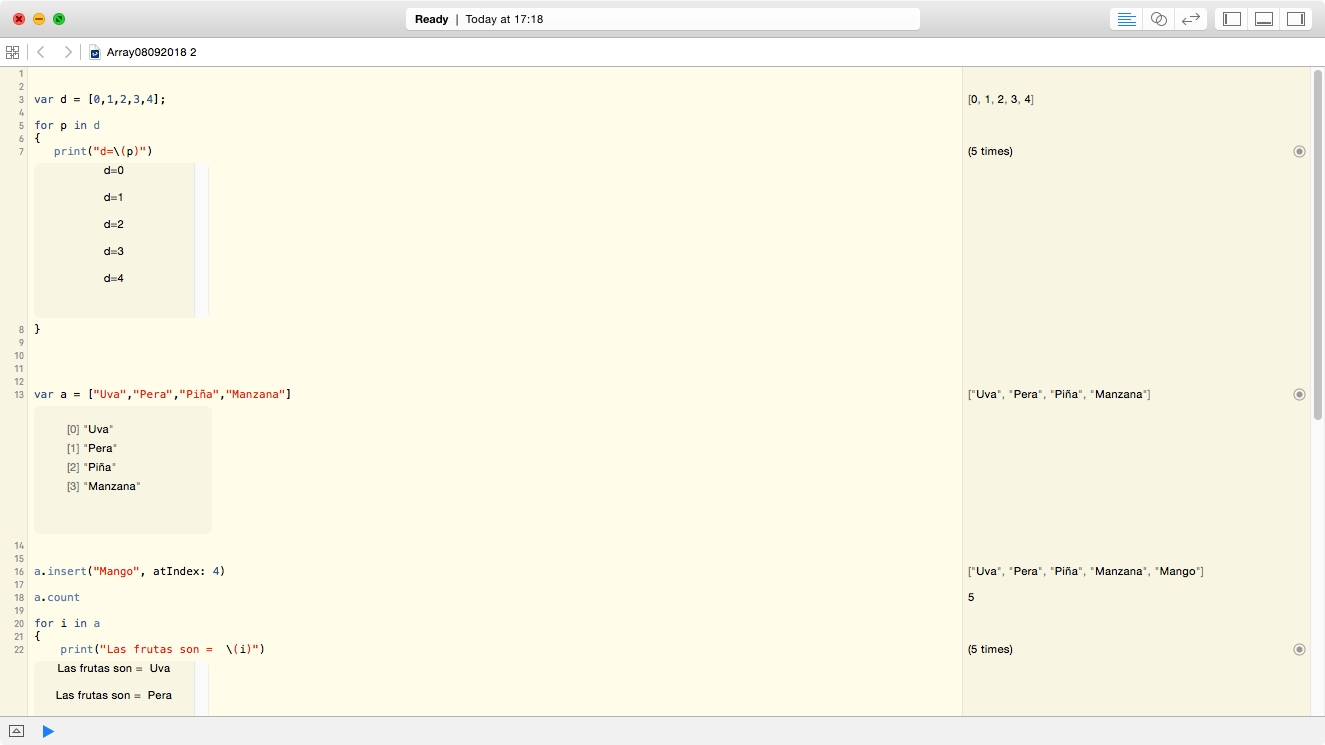 Ready | Today at 17:18
Array08092018 2
1
2
3 var d = [0,1,2,3,4]; [0, 1, 2, 3, 4]
4
5 for p in d
6 {
7 print("d=\(p)") (5 times)
d=0
d=1
d=2
d=3
d=4
8 }
9
10
11
12
13 var a = ["Uva","Pera","Piña","Manzana"] ["Uva", "Pera", "Piña", "Manzana"]
[0] "Uva"
[1] "Pera"
[2] "Piña"
[3] "Manzana"
14
15
16 a.insert("Mango", atIndex: 4) ["Uva", "Pera", "Piña", "Manzana", "Mango"]
17
18 a.count 5
19
20 for i in a
21 {
22 print("Las frutas son =  \(i)") (5 times)
Las frutas son =  Uva
Las frutas son =  Pera